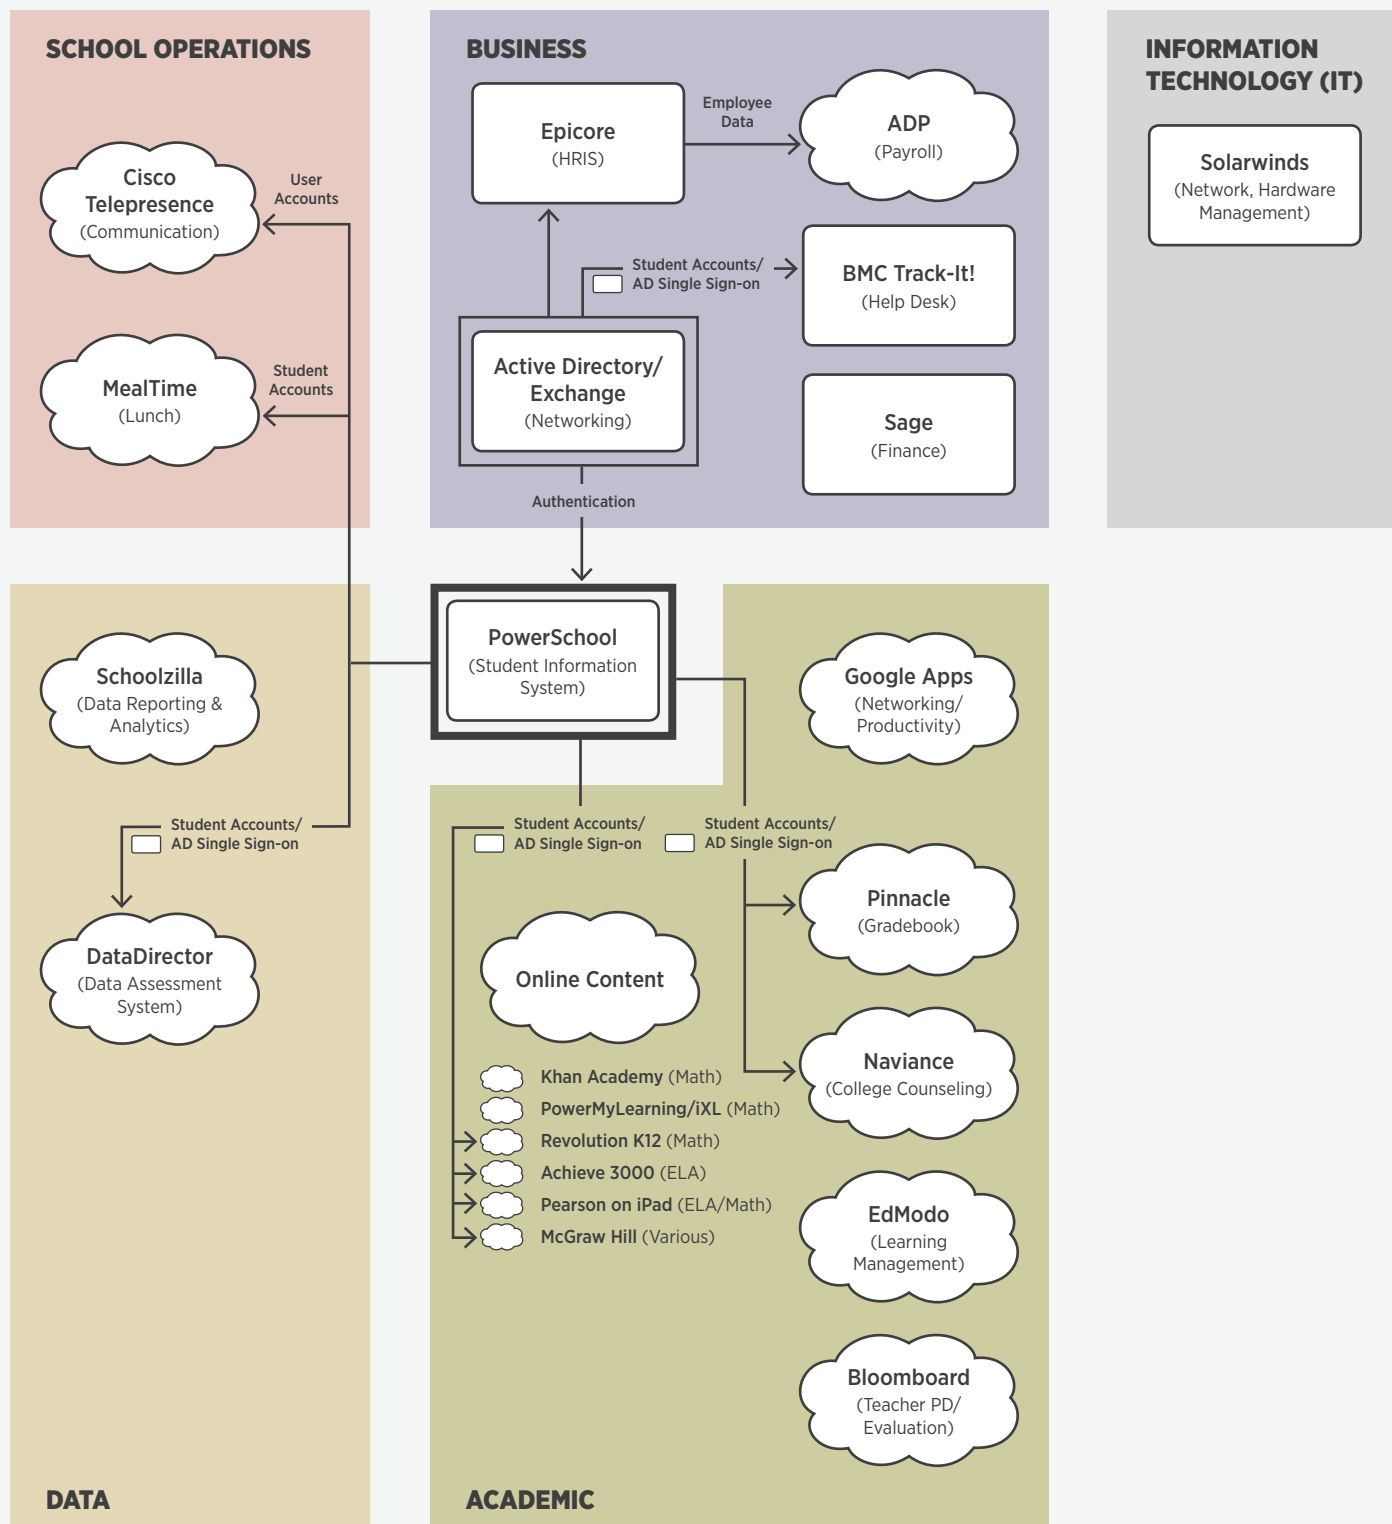 SCHOOL OPERATIONS
Cisco
Telepresence
(Communication)
User
Accounts
MealTime
(Lunch)
Student
Accounts
BUSINESS
Epicore
(HRIS)
Employee
Data
ADP
(Payroll)
Student Accounts/
AD Single Sign-on
BMC Track-It!
(Help Desk)
Active Directory/
Exchange
(Networking)
Sage
(Finance)
Authentication
INFORMATION
TECHNOLOGY (IT)
Solarwinds
(Network, Hardware
Management)
PowerSchool
(Student Information
System)
Schoolzilla
(Data Reporting &
Analytics)
Student Accounts/
AD Single Sign-on
DataDirector
(Data Assessment
System)
DATA
Google Apps
(Networking/
Productivity)
Student Accounts/
AD Single Sign-on
Student Accounts/
AD Single Sign-on
Pinnacle
(Gradebook)
Online Content
Khan Academy (Math)
PowerMyLearning/iXL (Math)
Revolution K12 (Math)
Achieve 3000 (ELA)
Pearson on iPad (ELA/Math)
McGraw Hill (Various)
Naviance
(College Counseling)
EdModo
(Learning
Management)
Bloomboard
(Teacher PD/
Evaluation)
ACADEMIC